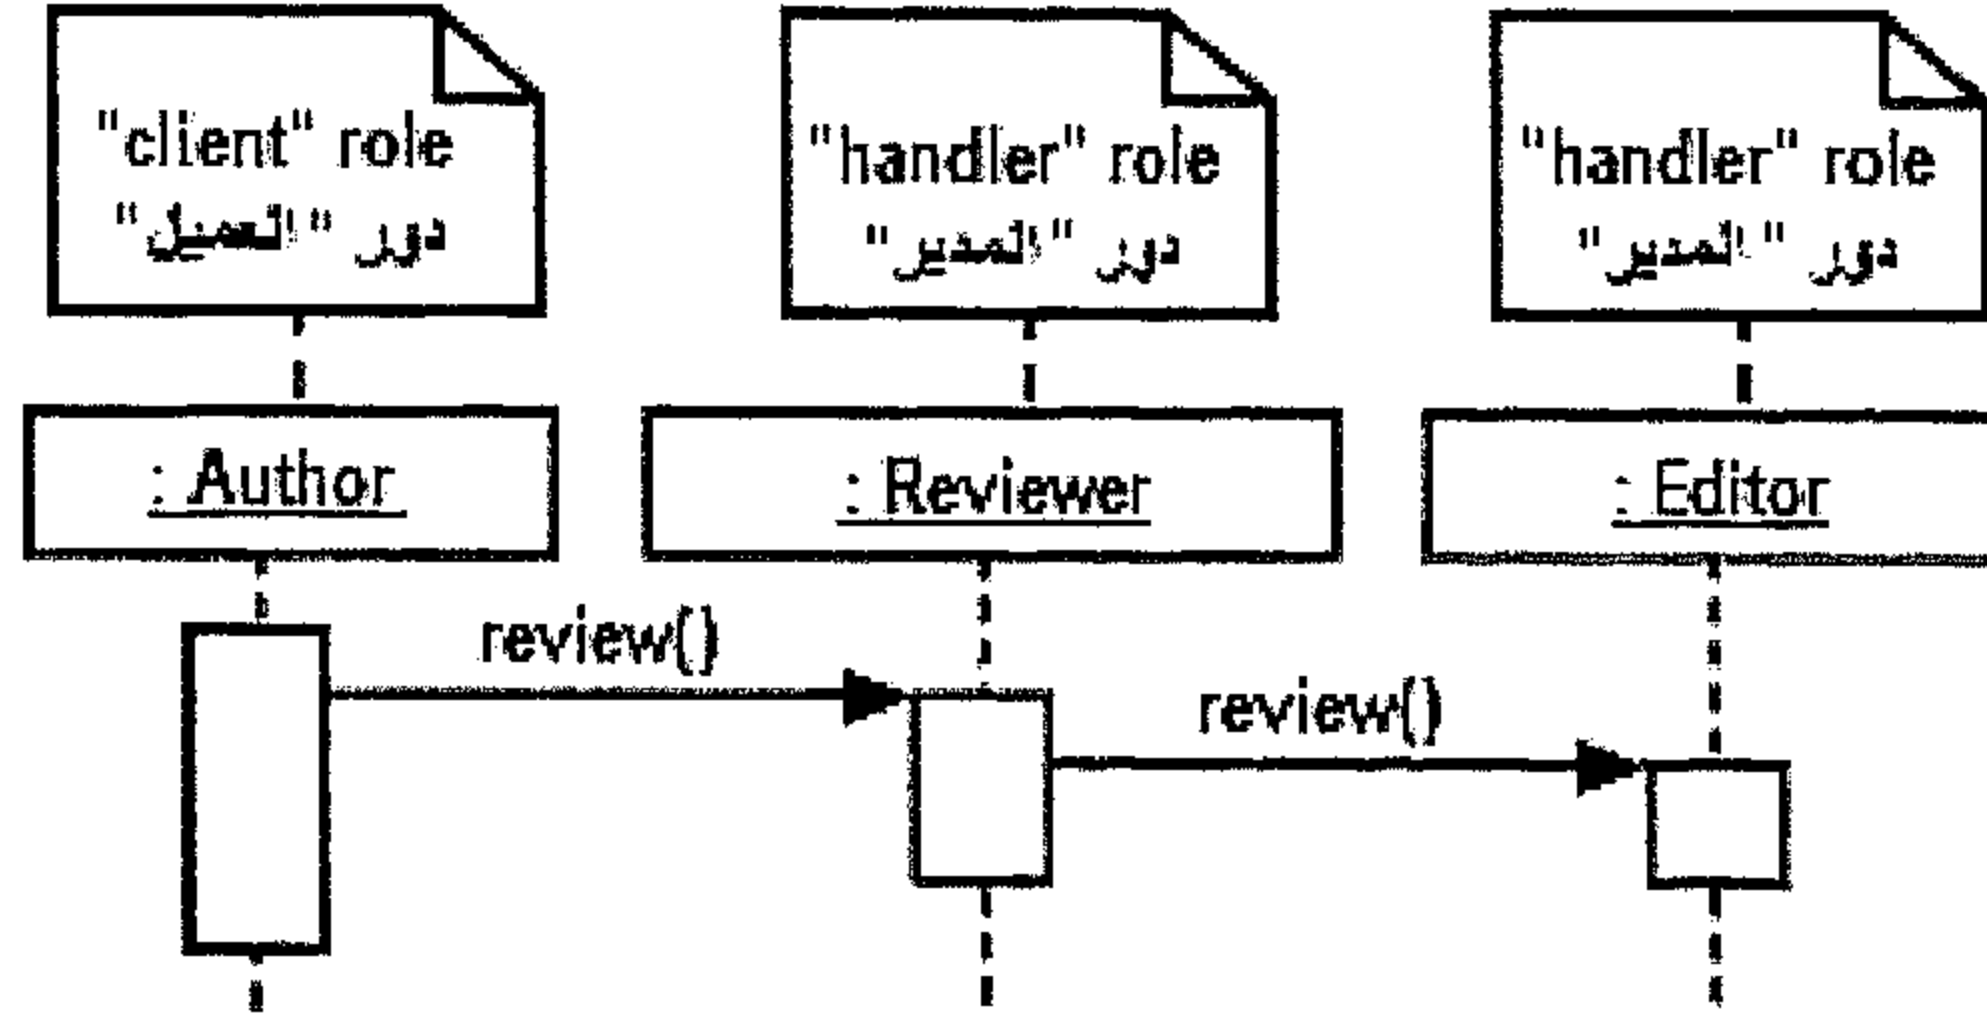 "client" role
دور "العميل"
"handler" role
دور "المدير"
"handler" role
دور "المدير"
: Author
: Reviewer
: Editor
review()
review()